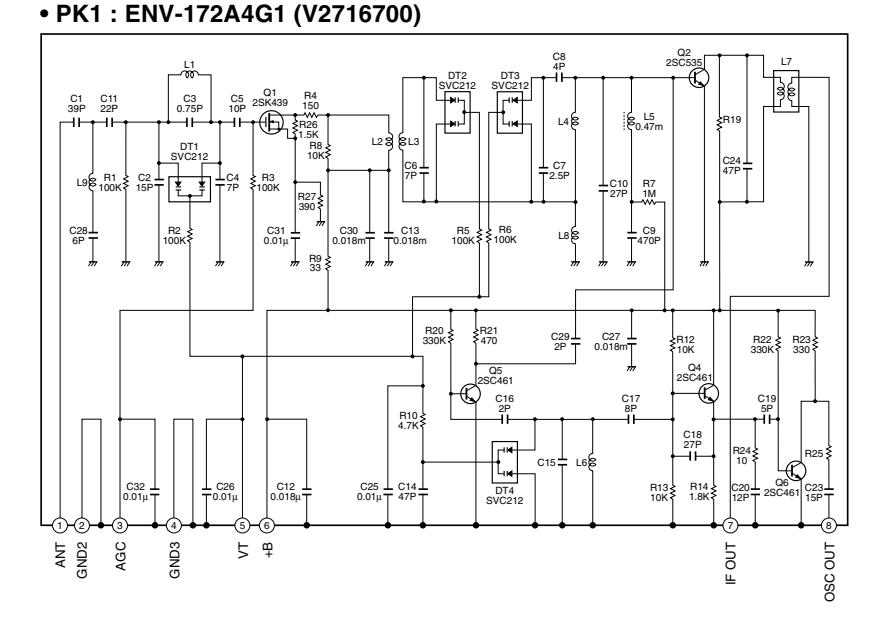 • PK1 : ENV-172A4G1 (V2716700)
L1
C1
39P
C11
22P
C3
0.75P
C5
10P
Q1
2SK439
R4
150
R26
1.5K
R8
10K
L2
L3
DT2
SVC212
DT3
SVC212
C8
4P
Q2
2SC535
L7
L4
L5
0.47m
R19
DT1
SVC212
L9
R1
100K
C2
15P
C4
7P
R3
100K
R27
390
C6
7P
C7
2.5P
C10
27P
R7
1M
C24
47P
C28
6P
R2
100K
C31
0.01µ
C30
0.018m
C13
0.018m
R5
100K
R6
100K
L8
C9
470P
R9
33
R20
330K
R21
470
C29
2P
C27
0.018m
R12
10K
R22
330K
R23
330
Q5
2SC461
Q4
2SC461
R10
4.7K
C16
2P
C17
8P
C19
5P
C18
27P
R24
10
R25
C32
0.01µ
C26
0.01µ
C12
0.018µ
C25
0.01µ
C14
47P
DT4
SVC212
C15
L6
R13
10K
R14
1.8K
C20
12P
Q6
2SC461
C23
15P
1
2
3
4
5
6
7
8
ANT
GND2
AGC
GND3
VT
+B
IF OUT
OSC OUT